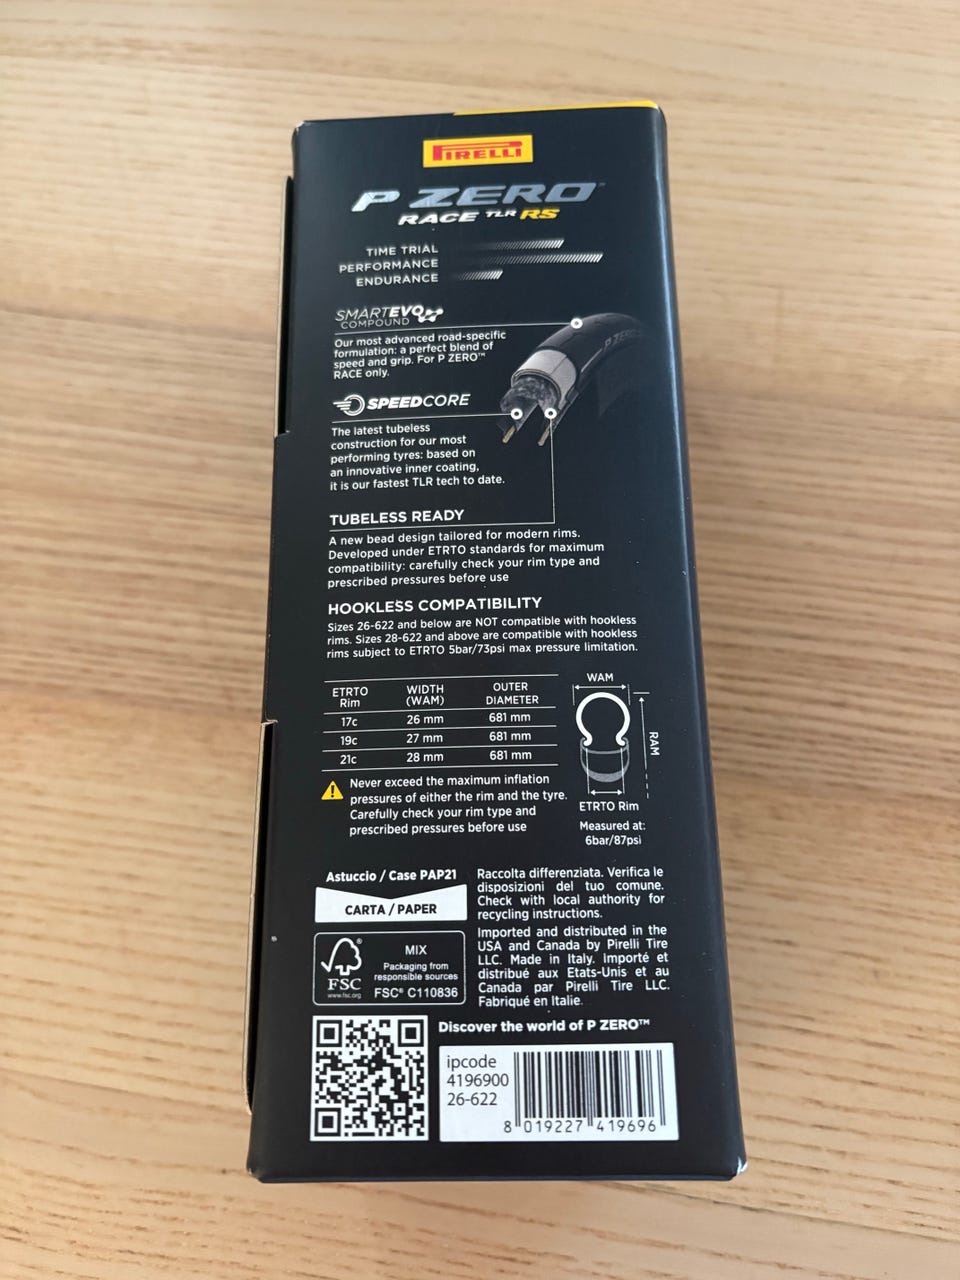 PIRELLI
P ZERO™
RACE TLR RS
TIME TRIAL
PERFORMANCE
ENDURANCE
SMARTEVO
COMPOUND
Our most advanced road-specific
formulation: a perfect blend of
speed and grip. For P ZERO™
RACE only.
P ZERO
SPEEDCORE
The latest tubeless
construction for our most
performing tyres: based on
an innovative inner coating,
it is our fastest TLR tech to date.
TUBELESS READY
A new bead design tailored for modern rims.
Developed under ETRTO standards for maximum
compatibility: carefully check your rim type and
prescribed pressures before use
HOOKLESS COMPATIBILITY
Sizes 26-622 and below are NOT compatible with hookless
rims. Sizes 28-622 and above are compatible with hookless
rims subject to ETRTO 5bar/73psi max pressure limitation.
ETRTO Rim WIDTH (WAM) OUTER DIAMETER
17c 26 mm 681 mm
19c 27 mm 681 mm
21c 28 mm 681 mm
WAM
RAM
ETRTO Rim
Measured at:
6bar/87psi
Never exceed the maximum inflation
pressures of either the rim and the tyre.
Carefully check your rim type and
prescribed pressures before use
Astuccio / Case PAP21
CARTA / PAPER
Raccolta differenziata. Verifica le
disposizioni del tuo comune.
Check with local authority for
recycling instructions.
FSC
www.fsc.org
MIX
Packaging from
responsible sources
FSC® C110836
Imported and distributed in the
USA and Canada by Pirelli Tire
LLC. Made in Italy. Importé et
distribué aux Etats-Unis et au
Canada par Pirelli Tire LLC.
Fabriqué en Italie.
Discover the world of P ZERO™
ipcode
4196900
26-622
8 019227 419696